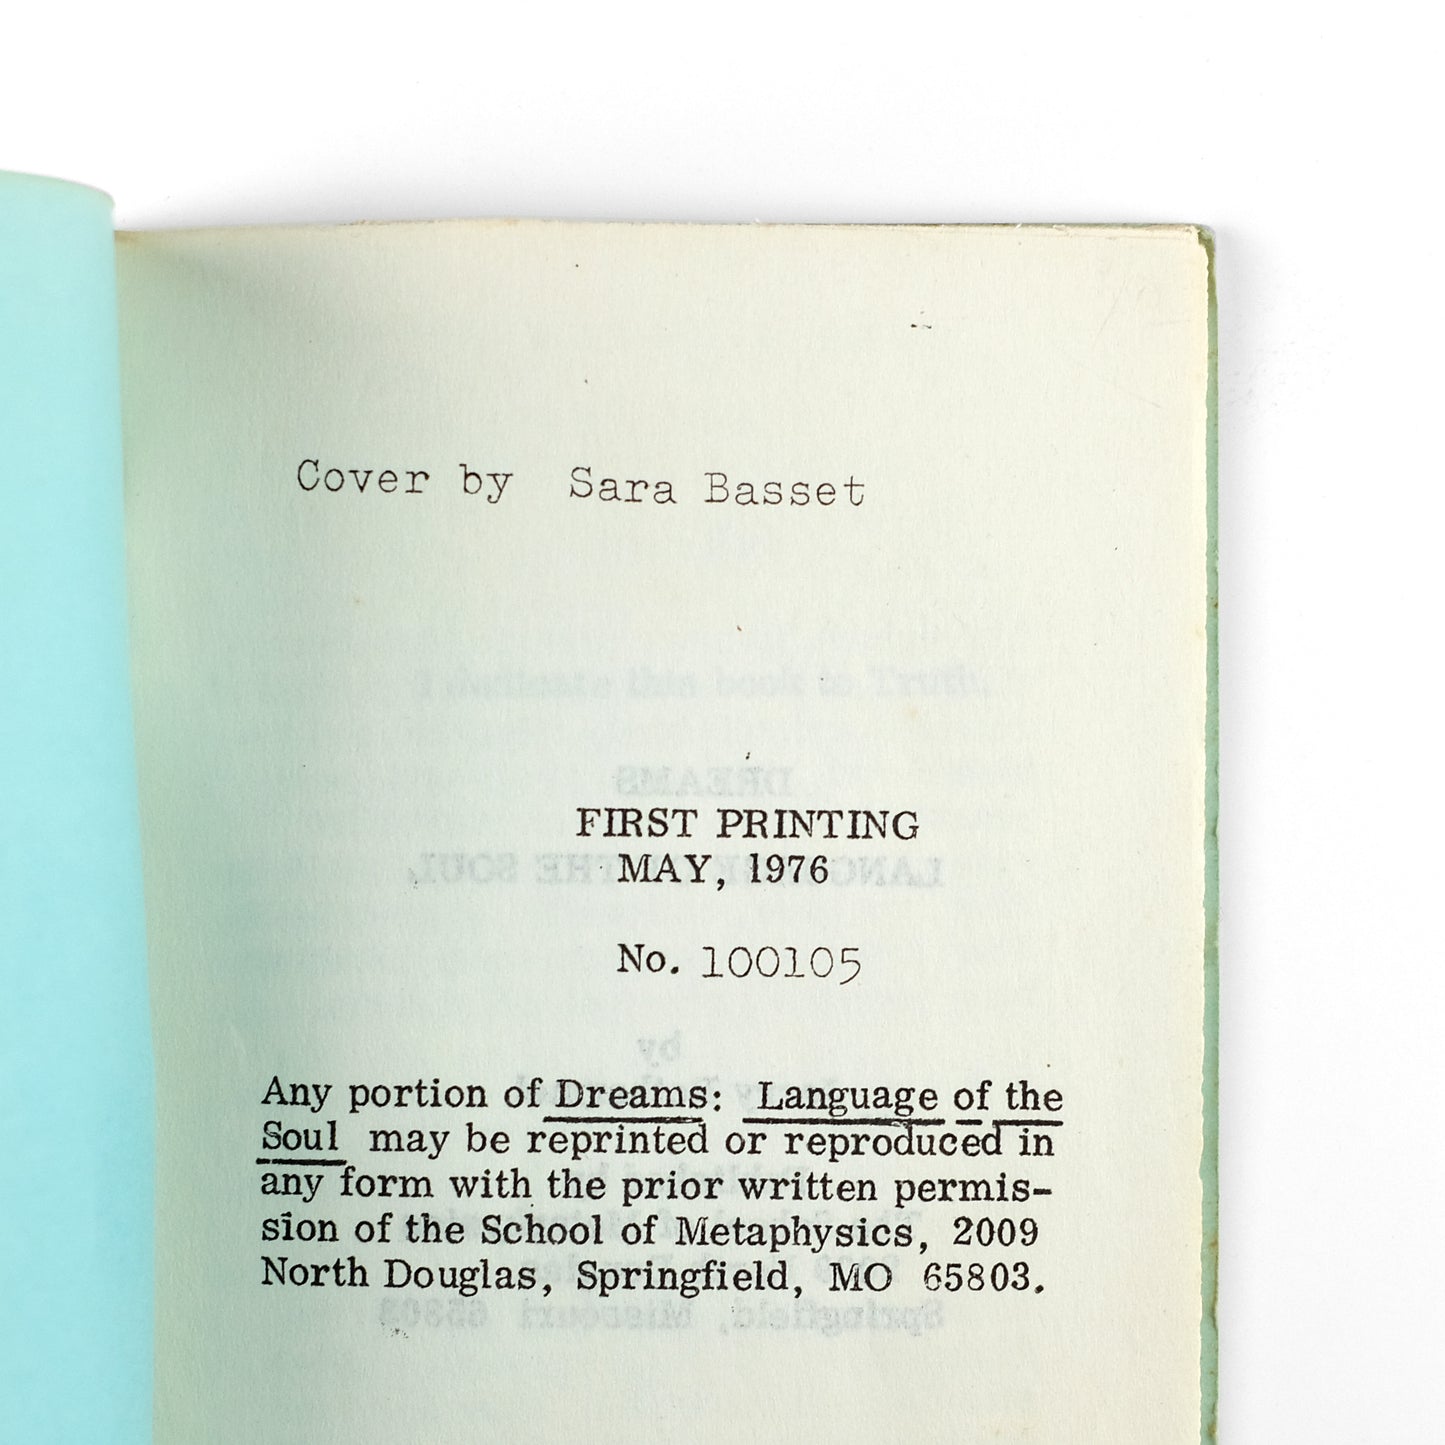 Cover by Sara Basset
FIRST PRINTING
MAY, 1976
No. 100105
Any portion of Dreams: Language of the
Soul may be reprinted or reproduced in
any form with the prior written permis-
sion of the School of Metaphysics, 2009
North Douglas, Springfield, MO 65803.